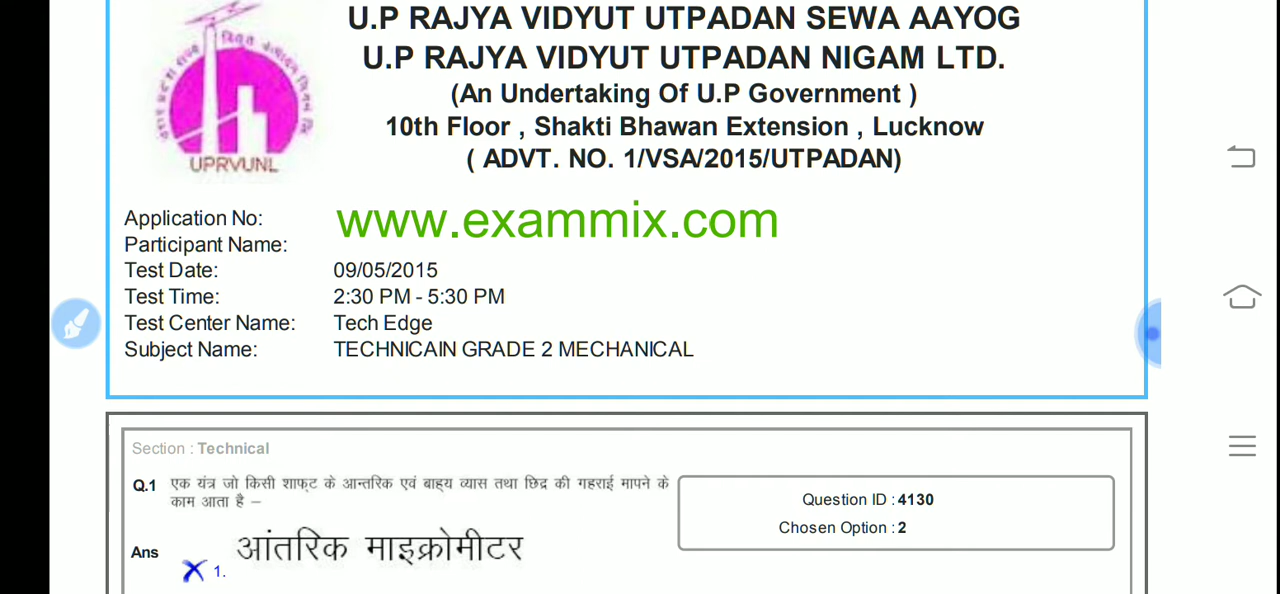 U.P RAJYA VIDYUT UTPADAN SEWA AAYOG
U.P RAJYA VIDYUT UTPADAN NIGAM LTD.
(An Undertaking Of U.P Government )
10th Floor , Shakti Bhawan Extension , Lucknow
( ADVT. NO. 1/VSA/2015/UTPADAN)
UPRVUNL
Application No: www.exammix.com
Participant Name:
Test Date: 09/05/2015
Test Time: 2:30 PM - 5:30 PM
Test Center Name: Tech Edge
Subject Name: TECHNICAIN GRADE 2 MECHANICAL
Section : Technical
Q.1 एक यंत्र जो किसी शाफ्ट के आन्तरिक एवं बाह्य व्यास तथा छिद्र की गहराई मापने के
काम आता है –
Question ID : 4130
Chosen Option : 2
Ans
1. आंतरिक माइक्रोमीटर